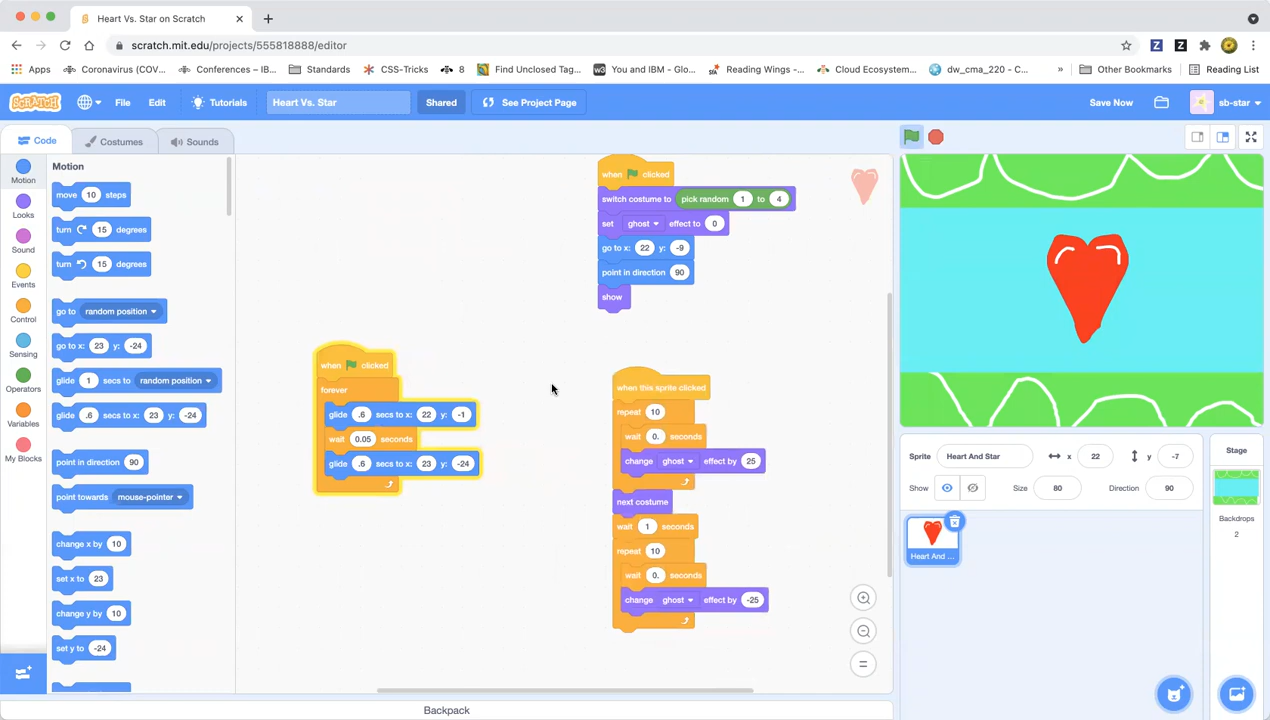 Heart Vs. Star on Scratch
scratch.mit.edu/projects/555818888/editor
Apps Coronavirus (COV... Conferences – IB... Standards CSS-Tricks 8 Find Unclosed Tag... You and IBM - Glo... Reading Wings -... Cloud Ecosystem... dw_cma_220 - C... » Other Bookmarks Reading List
SCRATCH File Edit Tutorials Heart Vs. Star Shared See Project Page Save Now sb-star
Code Costumes Sounds
Motion
Looks
Sound
Events
Control
Sensing
Operators
Variables
My Blocks
Motion
move 10 steps
turn 15 degrees
turn 15 degrees
go to random position
go to x: 23 y: -24
glide 1 secs to random position
glide .6 secs to x: 23 y: -24
point in direction 90
point towards mouse-pointer
change x by 10
set x to 23
change y by 10
set y to -24
when clicked
forever
glide .6 secs to x: 22 y: -1
wait 0.05 seconds
glide .6 secs to x: 23 y: -24
when clicked
switch costume to pick random 1 to 4
set ghost effect to 0
go to x: 22 y: -9
point in direction 90
show
when this sprite clicked
repeat 10
wait 0. seconds
change ghost effect by 25
next costume
wait 1 seconds
repeat 10
wait 0. seconds
change ghost effect by -25
Backpack
Sprite Heart And Star x 22 y -7
Show Size 80 Direction 90
Heart And ...
Stage
Backdrops
2